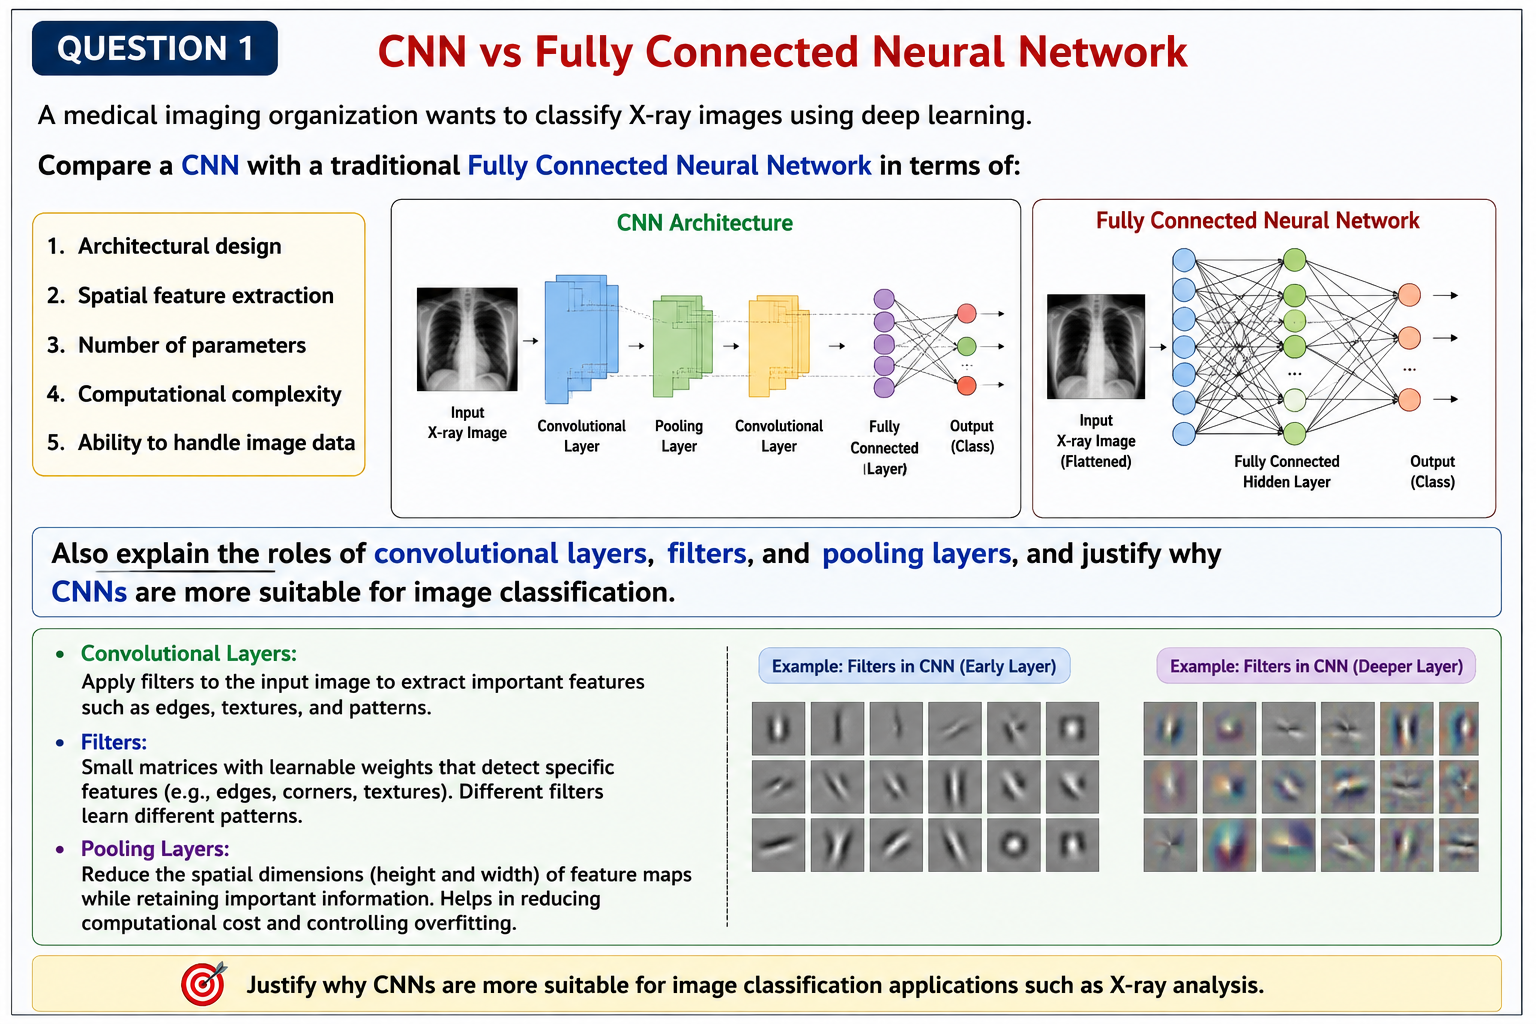 QUESTION 1
CNN vs Fully Connected Neural Network
A medical imaging organization wants to classify X-ray images using deep learning.
Compare a CNN with a traditional Fully Connected Neural Network in terms of:
1. Architectural design
2. Spatial feature extraction
3. Number of parameters
4. Computational complexity
5. Ability to handle image data
CNN Architecture
Input
X-ray Image
Convolutional
Layer
Pooling
Layer
Convolutional
Layer
...
Fully
Connected
(Layer)
Output
(Class)
Fully Connected Neural Network
Input
X-ray Image
(Flattened)
...
...
Fully Connected
Hidden Layer
Output
(Class)
Also explain the roles of convolutional layers, filters, and pooling layers, and justify why
CNNs are more suitable for image classification.
• Convolutional Layers:
Apply filters to the input image to extract important features
such as edges, textures, and patterns.
• Filters:
Small matrices with learnable weights that detect specific
features (e.g., edges, corners, textures). Different filters
learn different patterns.
• Pooling Layers:
Reduce the spatial dimensions (height and width) of feature maps
while retaining important information. Helps in reducing
computational cost and controlling overfitting.
Example: Filters in CNN (Early Layer)
Example: Filters in CNN (Deeper Layer)
Justify why CNNs are more suitable for image classification applications such as X-ray analysis.